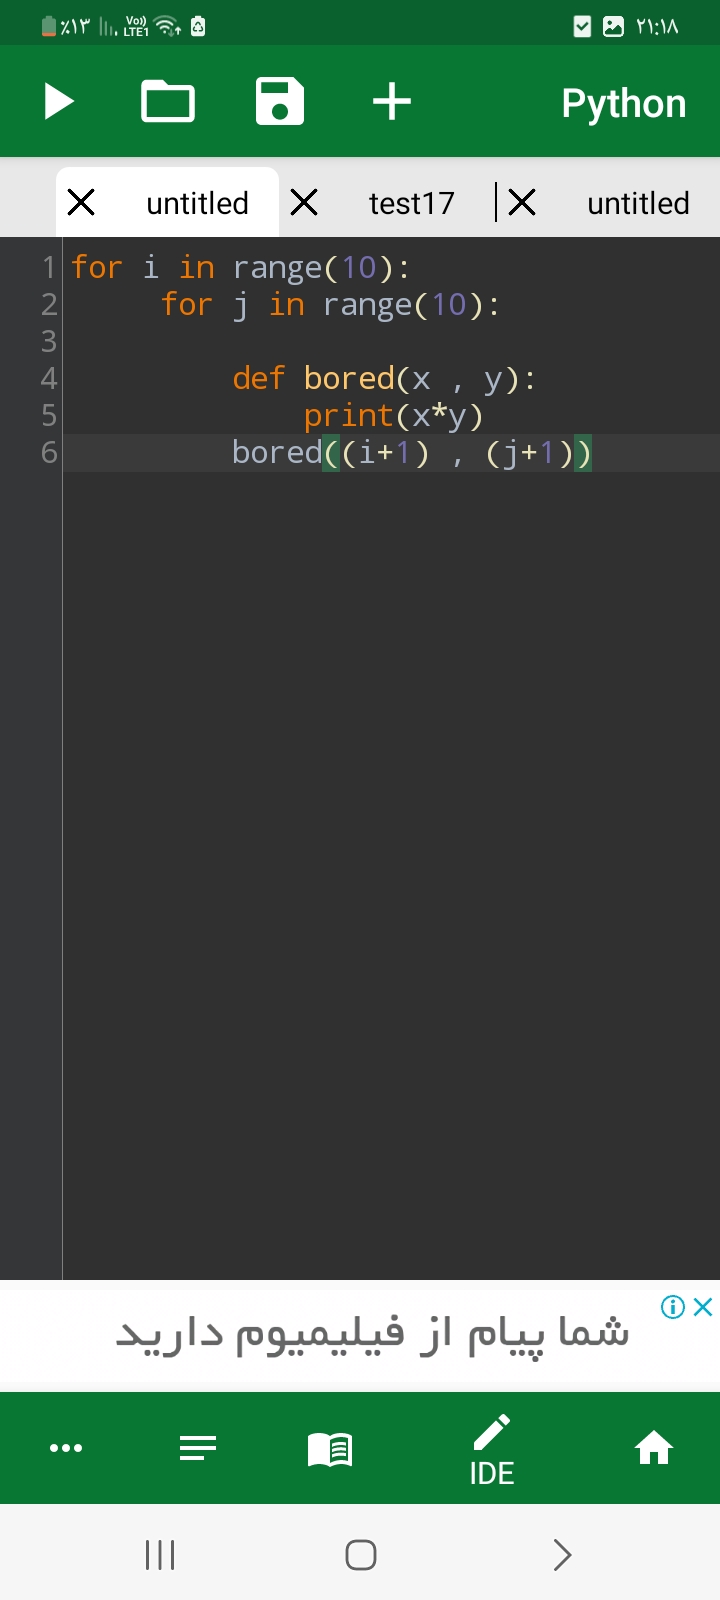 ٪۱۳ Vo)) LTE1 ۲۱:۱۸
Python
untitled test17 untitled
1 for i in range(10):
2 for j in range(10):
3
4 def bored(x , y):
5 print(x*y)
6 bored((i+1) , (j+1))
شما پیام از فیلیمیوم دارید
IDE